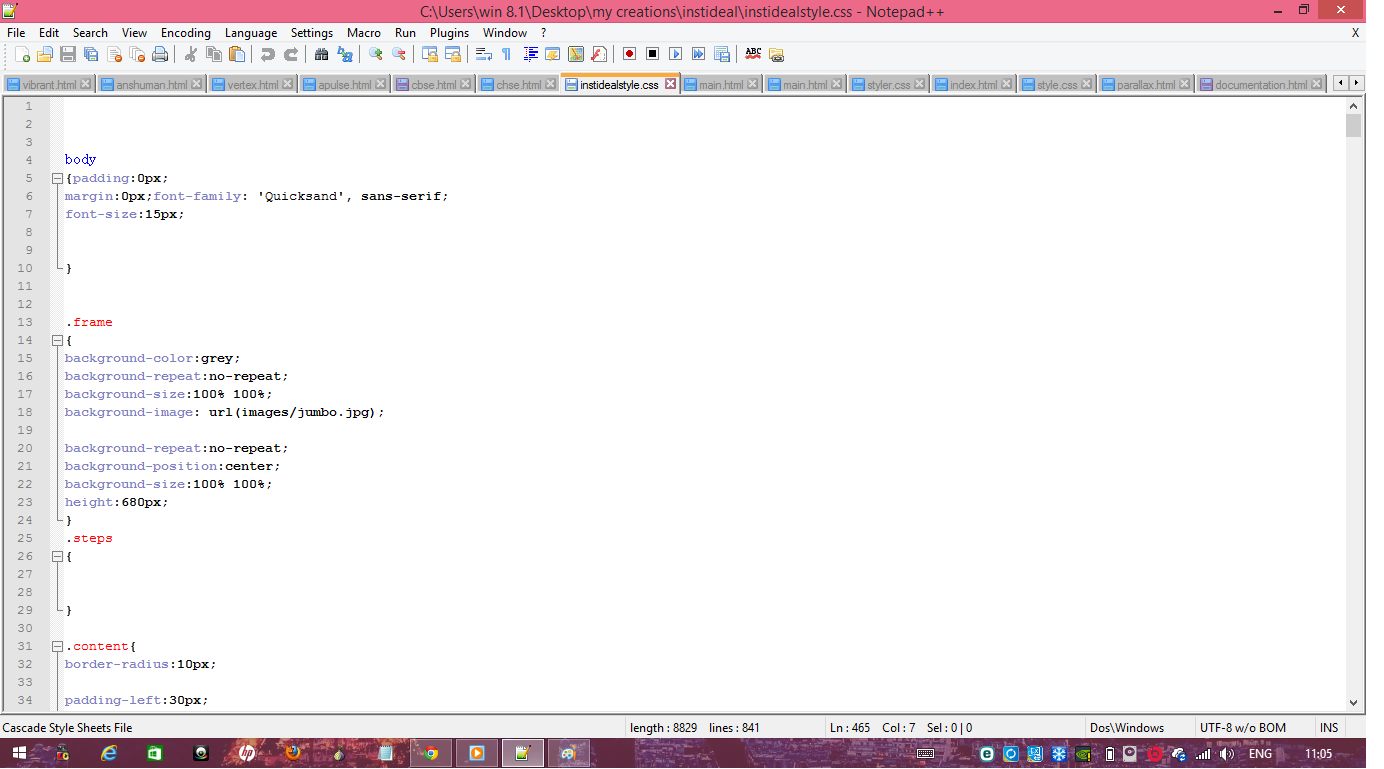 C:\Users\win 8.1\Desktop\my creations\instideal\instidealstyle.css - Notepad++
File Edit Search View Encoding Language Settings Macro Run Plugins Window ? X
ABC
vibrant.html anshuman.html vertex.html apulse.html cbse.html chse.html instidealstyle.css main.html main.html styler.css index.html style.css parallax.html documentation.html
1
2
3
4 body
5 {padding:0px;
6 margin:0px;font-family: 'Quicksand', sans-serif;
7 font-size:15px;
8
9
10 }
11
12
13 .frame
14 {
15 background-color:grey;
16 background-repeat:no-repeat;
17 background-size:100% 100%;
18 background-image: url(images/jumbo.jpg);
19
20 background-repeat:no-repeat;
21 background-position:center;
22 background-size:100% 100%;
23 height:680px;
24 }
25 .steps
26 {
27
28
29 }
30
31 .content{
32 border-radius:10px;
33
34 padding-left:30px;
Cascade Style Sheets File length : 8829 lines : 841 Ln : 465 Col : 7 Sel : 0 | 0 Dos\Windows UTF-8 w/o BOM INS
hp ENG 11:05